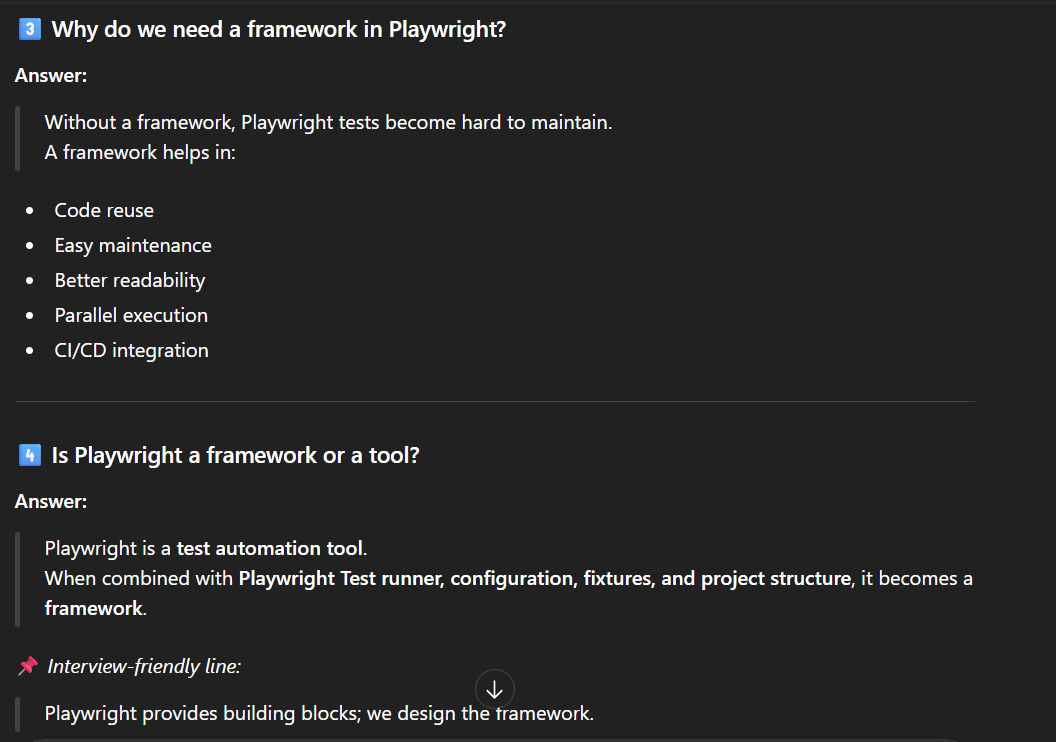 3 Why do we need a framework in Playwright?
Answer:
Without a framework, Playwright tests become hard to maintain.
A framework helps in:
• Code reuse
• Easy maintenance
• Better readability
• Parallel execution
• CI/CD integration
4 Is Playwright a framework or a tool?
Answer:
Playwright is a test automation tool.
When combined with Playwright Test runner, configuration, fixtures, and project structure, it becomes a
framework.
📌 Interview-friendly line:
Playwright provides building blocks; we design the framework.